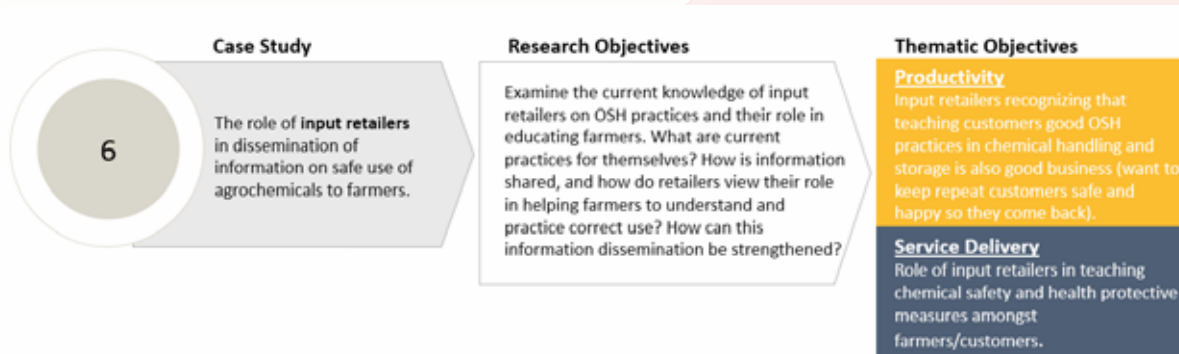 Case Study
6
The role of input retailers
in dissemination of
information on safe use of
agrochemicals to farmers.
Research Objectives
Examine the current knowledge of input
retailers on OSH practices and their role in
educating farmers. What are current
practices for themselves? How is information
shared, and how do retailers view their role
in helping farmers to understand and
practice correct use? How can this
information dissemination be strengthened?
Thematic Objectives
Productivity
Input retailers recognizing that
teaching customers good OSH
practices in chemical handling and
storage is also good business (want to
keep repeat customers safe and
happy so they come back).
Service Delivery
Role of input retailers in teaching
chemical safety and health protective
measures amongst
farmers/customers.